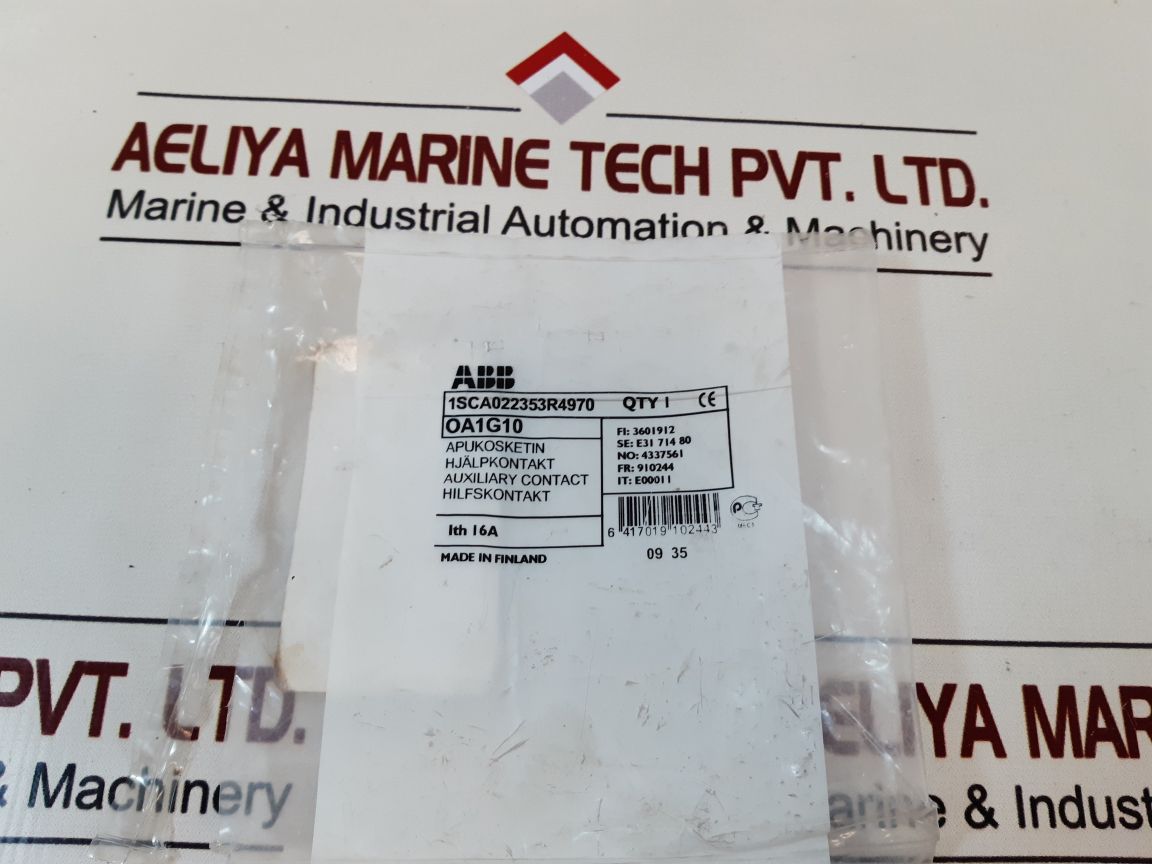 AELIYA MARINE TECH PVT. LTD.
Marine & Industrial Automation & Machinery
ABB
1SCA022353R4970 QTY 1 CE
OA1G10
APUKOSKETIN
HJÄLPKONTAKT
AUXILIARY CONTACT
HILFSKONTAKT
FI: 3601912
SE: E31 714 80
NO: 4337561
FR: 910244
IT: E00011
Ith 16A
6 417019 102443
MADE IN FINLAND
09 35
PVT. LTD.
& Machinery
ELIYA MAR
arine & Indust